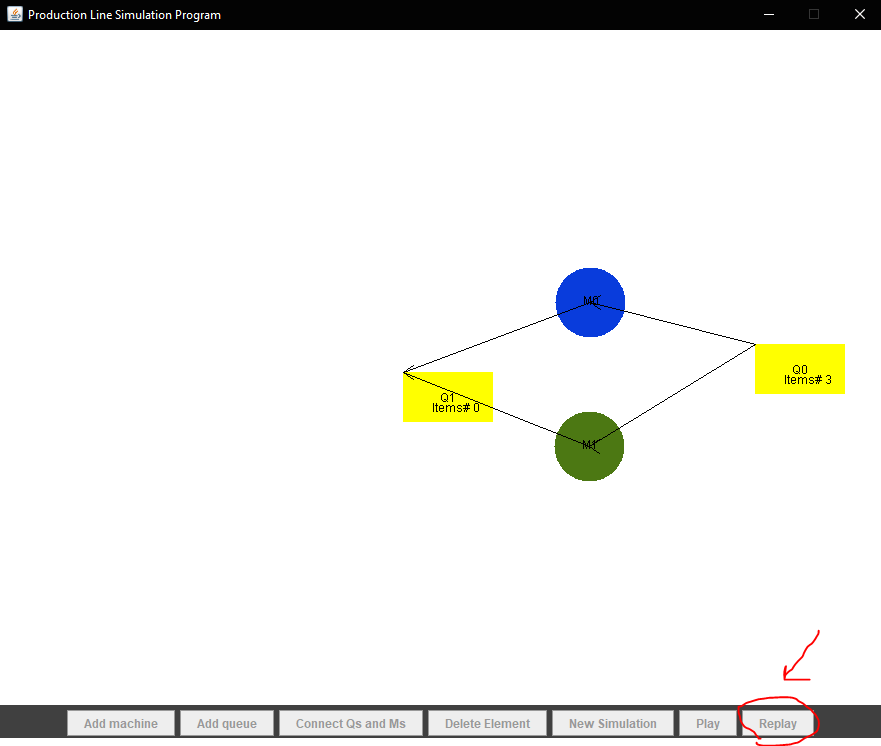 Production Line Simulation Program
M0
Q0
Items# 3
Q1
Items# 0
M1
Add machine
Add queue
Connect Qs and Ms
Delete Element
New Simulation
Play
Replay